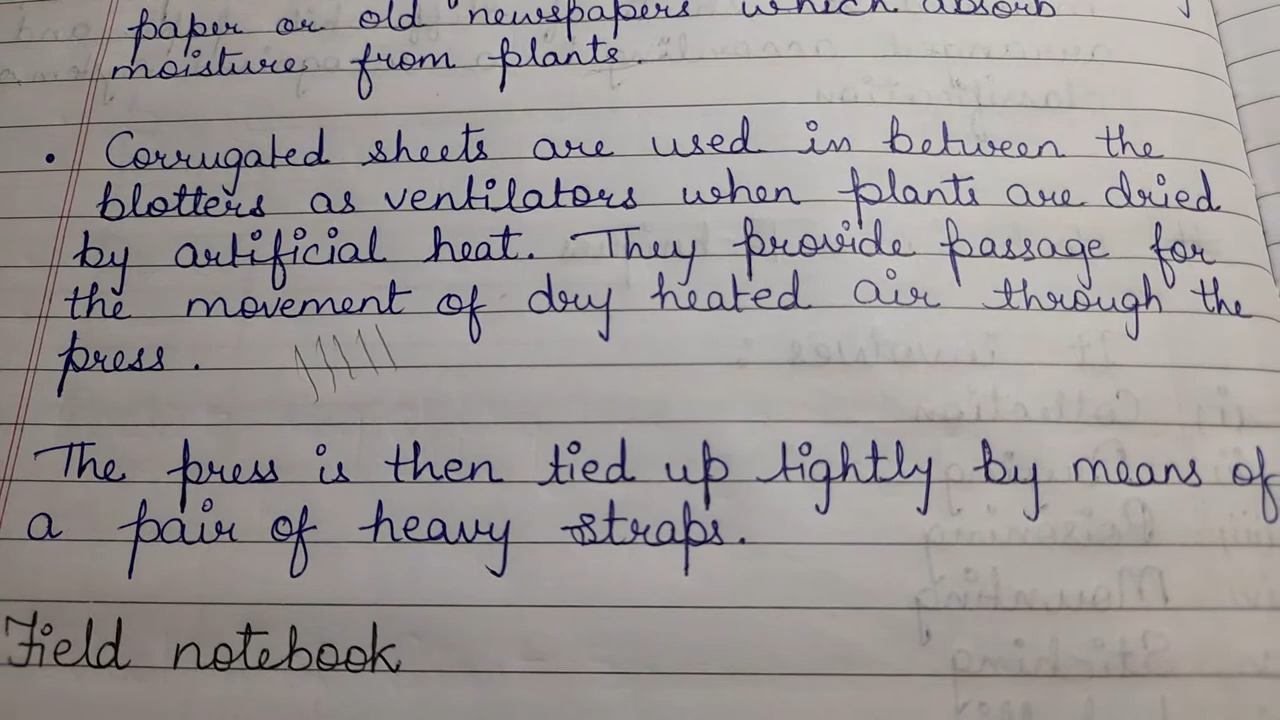 paper or old newspapers which absorb
moisture from plants.
• Corrugated sheets are used in between the
blotters as ventilators when plants are dried
by artificial heat. They provide passage for
the movement of dry heated air through the
press.
The press is then tied up tightly by means of
a pair of heavy straps.
Field notebook